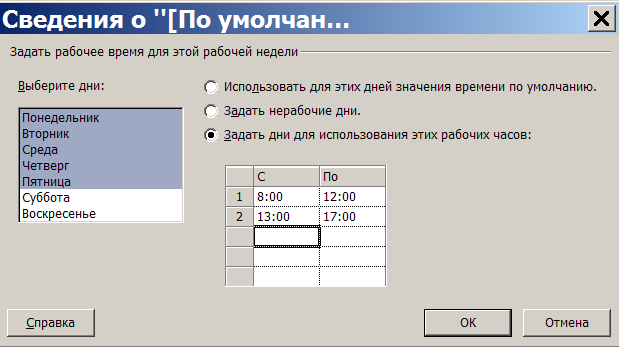 Сведения о "[По умолчан...
Задать рабочее время для этой рабочей недели
Выберите дни:
Понедельник
Вторник
Среда
Четверг
Пятница
Суббота
Воскресенье
Использовать для этих дней значения времени по умолчанию.
Задать нерабочие дни.
Задать дни для использования этих рабочих часов:
С По
1 8:00 12:00
2 13:00 17:00
Справка
ОК
Отмена